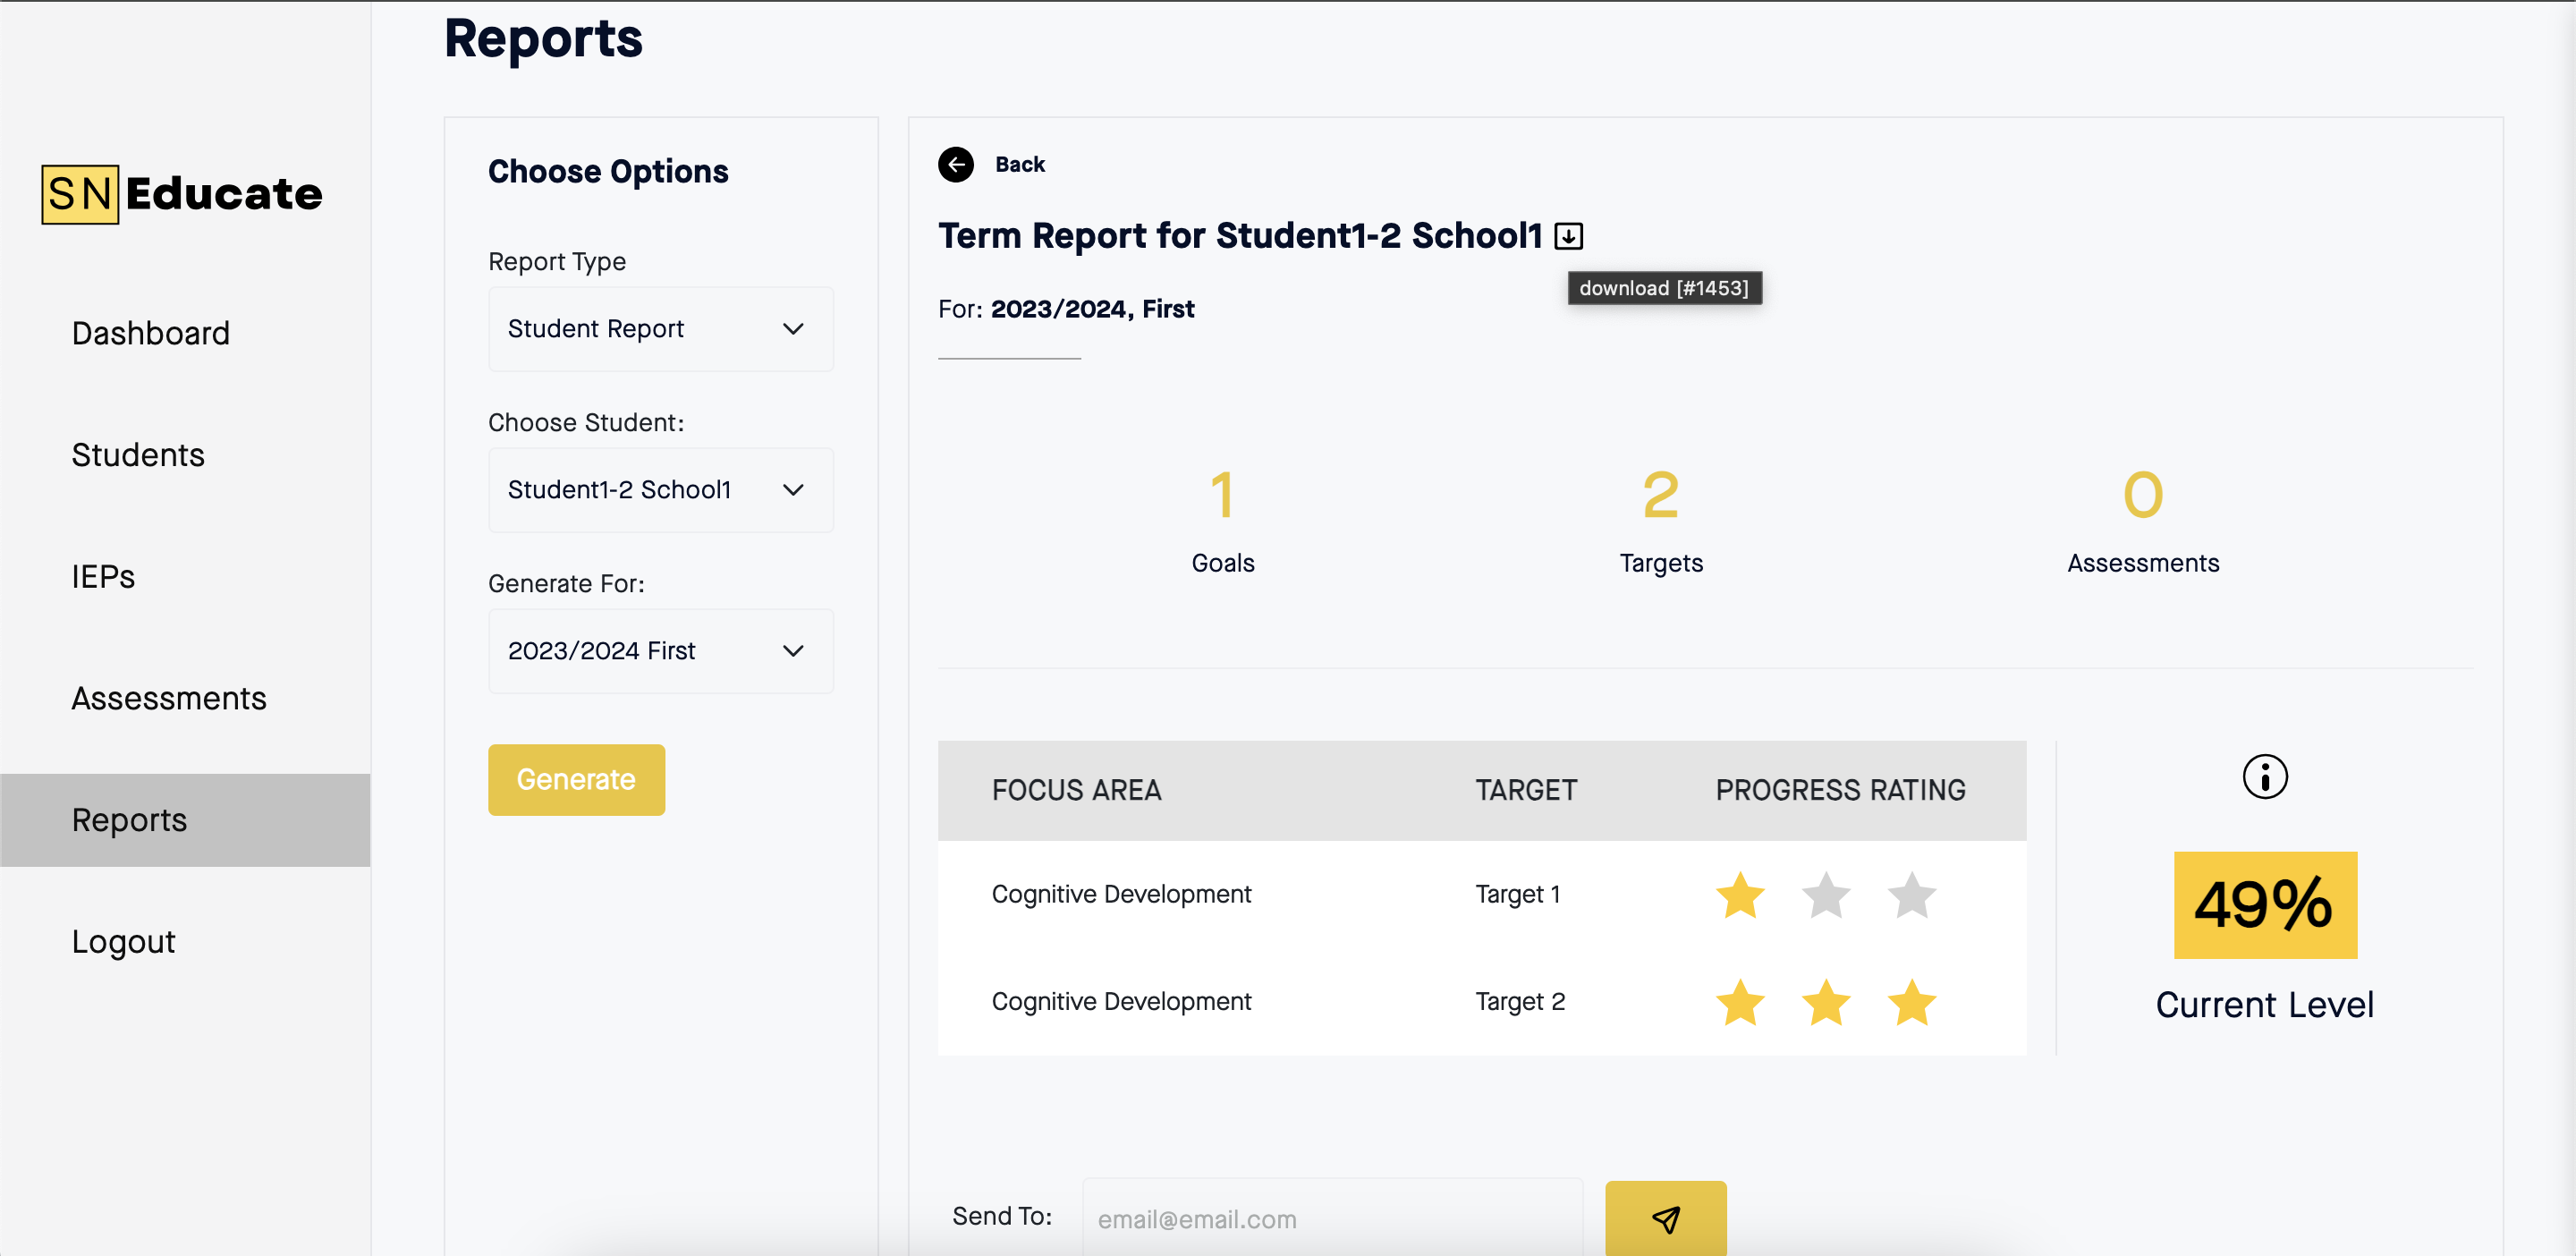 Reports
SN Educate
Dashboard
Students
IEPs
Assessments
Reports
Logout
Choose Options
Report Type
Student Report
Choose Student:
Student1-2 School1
Generate For:
2023/2024 First
Generate
Back
Term Report for Student1-2 School1
download [#1453]
For: 2023/2024, First
1
Goals
2
Targets
0
Assessments
FOCUS AREA TARGET PROGRESS RATING
Cognitive Development Target 1
Cognitive Development Target 2
49%
Current Level
Send To: email@email.com